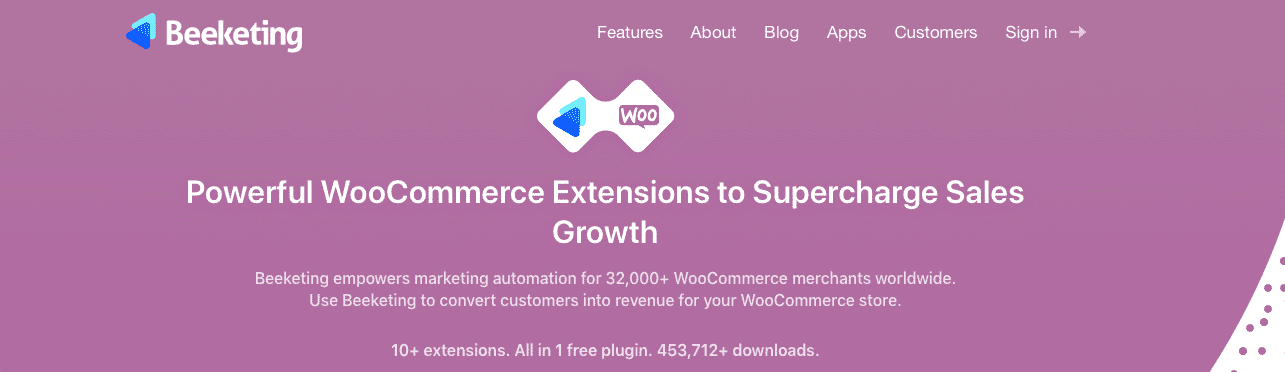 Beeketing
Features About Blog Apps Customers Sign in
Woo
Powerful WooCommerce Extensions to Supercharge Sales
Growth
Beeketing empowers marketing automation for 32,000+ WooCommerce merchants worldwide.
Use Beeketing to convert customers into revenue for your WooCommerce store.
10+ extensions. All in 1 free plugin. 453,712+ downloads.